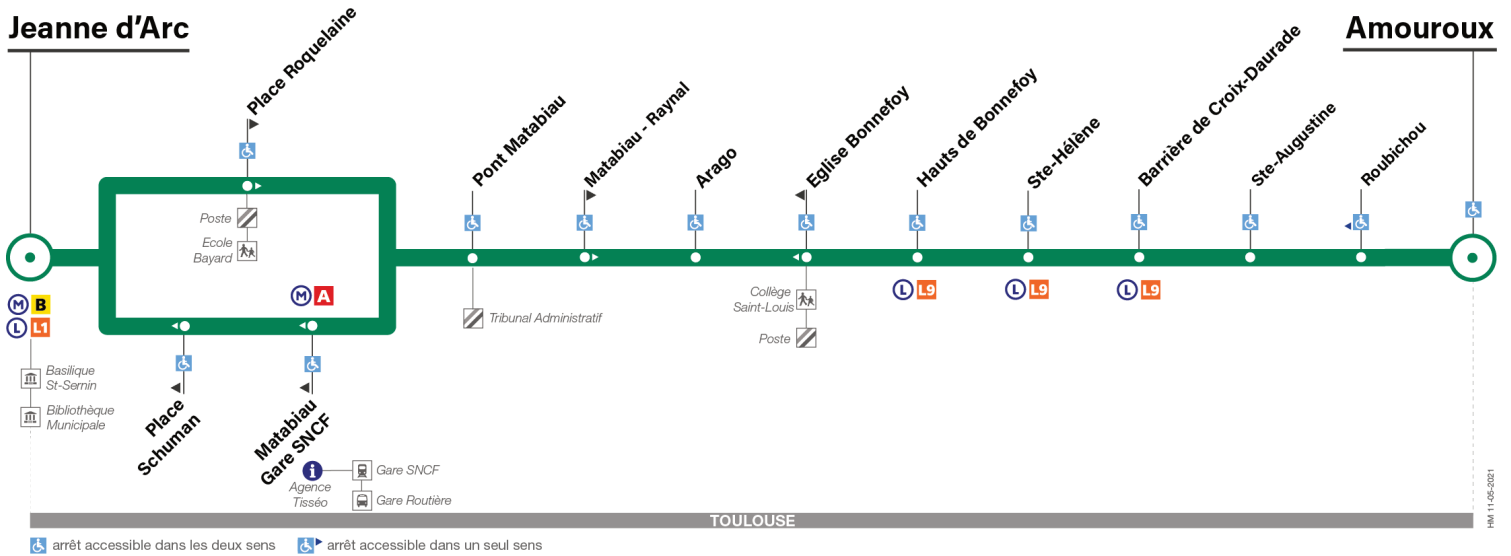 Jeanne d'Arc
Amouroux
Place Roquelaine
Pont Matabiau
Matabiau - Raynal
Arago
Eglise Bonnefoy
Hauts de Bonnefoy
Ste-Hélène
Barrière de Croix-Daurade
Ste-Augustine
Roubichou
Poste
Ecole
Bayard
M A
M B
L L1
Basilique
St-Sernin
Bibliothèque
Municipale
Place
Schuman
Matabiau
Gare SNCF
i
Agence
Tisséo
Gare SNCF
Gare Routière
Tribunal Administratif
Collège
Saint-Louis
Poste
L L9
L L9
L L9
TOULOUSE
HM 11-05-2021
arrêt accessible dans les deux sens
arrêt accessible dans un seul sens